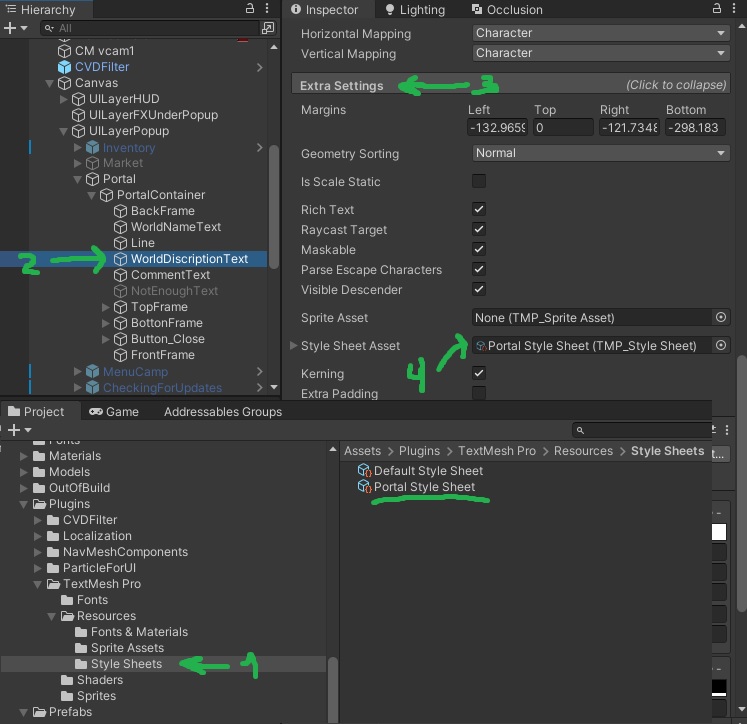 Hierarchy
All
CM vcam1
CVDFilter
Canvas
UILayerHUD
UILayerFXUnderPopup
UILayerPopup
Inventory
Market
Portal
PortalContainer
BackFrame
WorldNameText
Line
2
WorldDiscriptionText
CommentText
NotEnoughText
TopFrame
BottonFrame
Button_Close
FrontFrame
MenuCamp
CheckingForUpdates
Inspector
Lighting
Occlusion
Horizontal Mapping
Character
Vertical Mapping
Character
Extra Settings
3
(Click to collapse)
Margins
Left
Top
Right
Bottom
-132.9659
0
-121.7348
-298.183
Geometry Sorting
Normal
Is Scale Static
Rich Text
Raycast Target
Maskable
Parse Escape Characters
Visible Descender
Sprite Asset
None (TMP_Sprite Asset)
Style Sheet Asset
Portal Style Sheet (TMP_Style Sheet)
4
Kerning
Extra Padding
Project
Game
Addressables Groups
Fonts
Materials
Models
OutOfBuild
Plugins
CVDFilter
Localization
NavMeshComponents
ParticleForUI
TextMesh Pro
Fonts
Resources
Fonts & Materials
Sprite Assets
Style Sheets
1
Shaders
Sprites
Prefabs
Assets > Plugins > TextMesh Pro > Resources > Style Sheets
Default Style Sheet
Portal Style Sheet